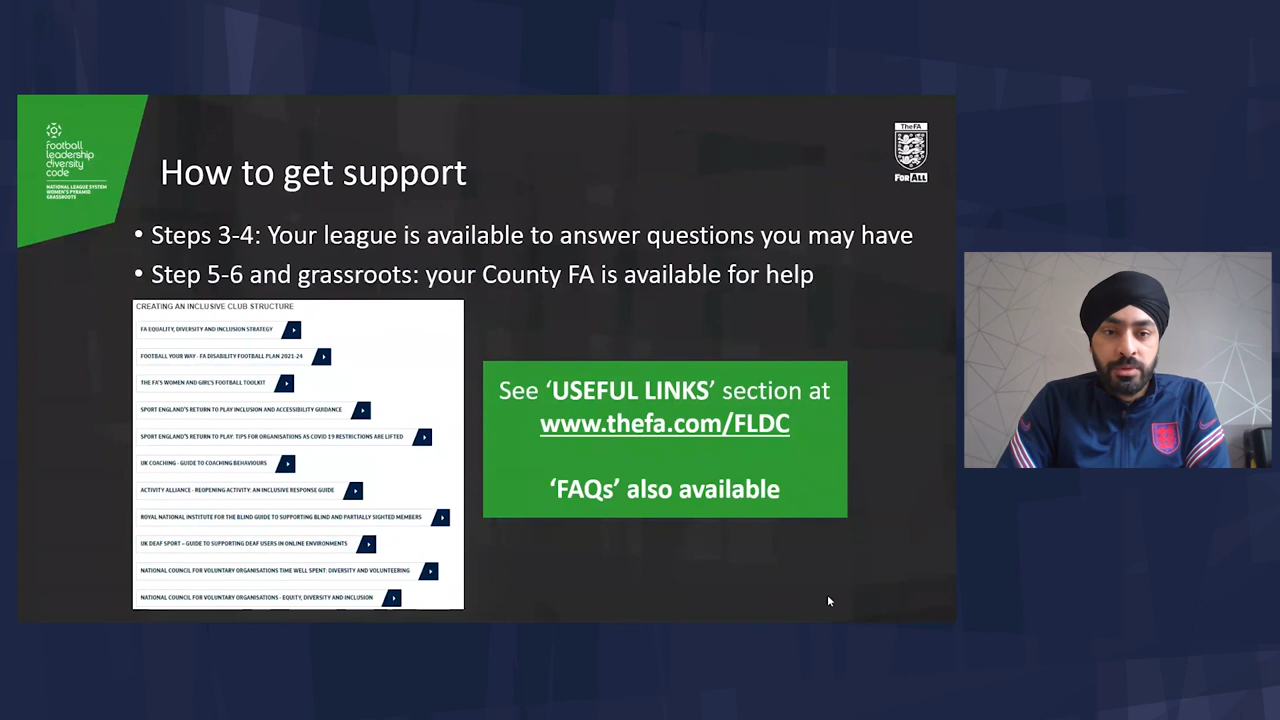 football
leadership
diversity
code
NATIONAL LEAGUE SYSTEM
WOMEN'S PYRAMID
GRASSROOTS
How to get support
TheFA
FOR ALL
• Steps 3-4: Your league is available to answer questions you may have
• Step 5-6 and grassroots: your County FA is available for help
CREATING AN INCLUSIVE CLUB STRUCTURE
FA EQUALITY, DIVERSITY AND INCLUSION STRATEGY
FOOTBALL YOUR WAY - FA DISABILITY FOOTBALL PLAN 2021-24
THE FA'S WOMEN AND GIRL'S FOOTBALL TOOLKIT
SPORT ENGLAND'S RETURN TO PLAY INCLUSION AND ACCESSIBILITY GUIDANCE
SPORT ENGLAND'S RETURN TO PLAY: TIPS FOR ORGANISATIONS AS COVID 19 RESTRICTIONS ARE LIFTED
UK COACHING - GUIDE TO COACHING BEHAVIOURS
ACTIVITY ALLIANCE - REOPENING ACTIVITY: AN INCLUSIVE RESPONSE GUIDE
ROYAL NATIONAL INSTITUTE FOR THE BLIND GUIDE TO SUPPORTING BLIND AND PARTIALLY SIGHTED MEMBERS
UK DEAF SPORT – GUIDE TO SUPPORTING DEAF USERS IN ONLINE ENVIRONMENTS
NATIONAL COUNCIL FOR VOLUNTARY ORGANISATIONS TIME WELL SPENT: DIVERSITY AND VOLUNTEERING
NATIONAL COUNCIL FOR VOLUNTARY ORGANISATIONS - EQUITY, DIVERSITY AND INCLUSION
See ‘USEFUL LINKS’ section at
www.thefa.com/FLDC
‘FAQs’ also available